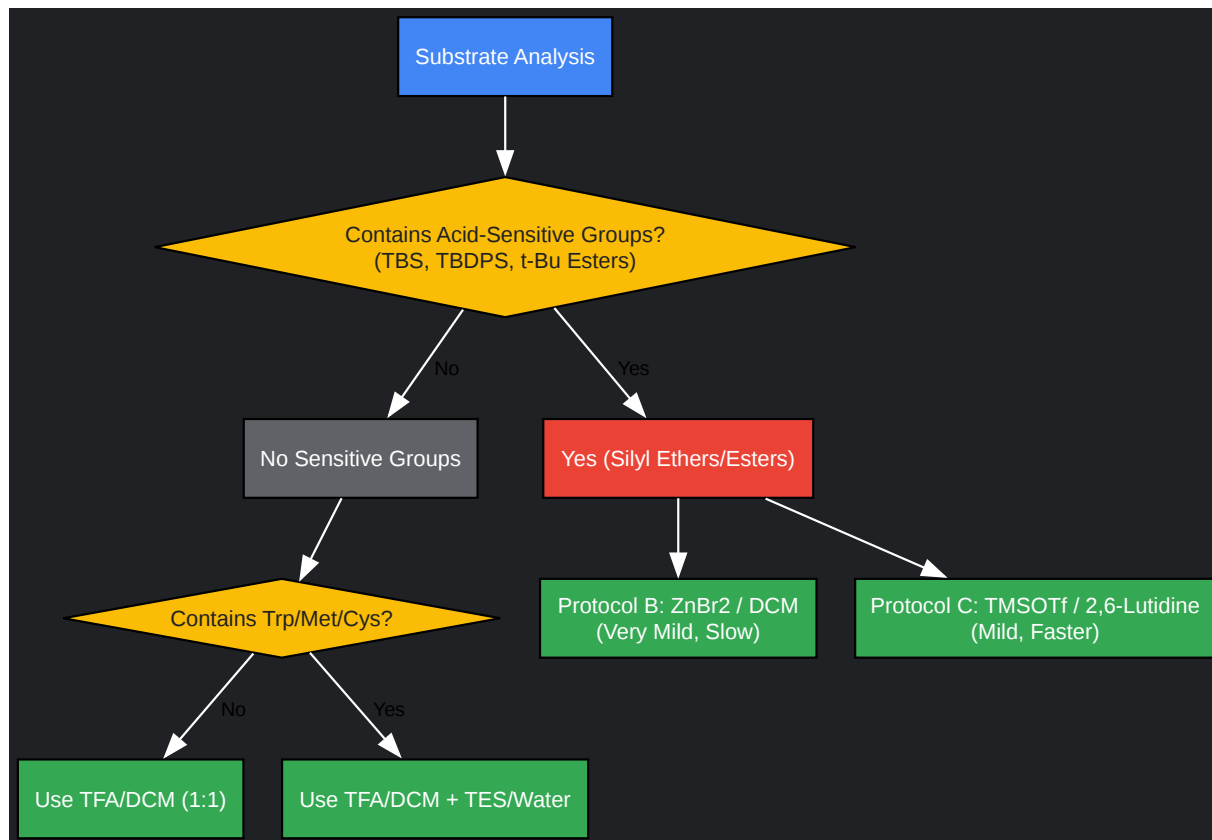 Substrate Analysis
Contains Acid-Sensitive Groups?
(TBS, TBDPS, t-Bu Esters)
No
Yes
No Sensitive Groups
Yes (Silyl Ethers/Esters)
Contains Trp/Met/Cys?
Protocol B: ZnBr2 / DCM
(Very Mild, Slow)
Protocol C: TMSOTf / 2,6-Lutidine
(Mild, Faster)
No
Yes
Use TFA/DCM (1:1)
Use TFA/DCM + TES/Water